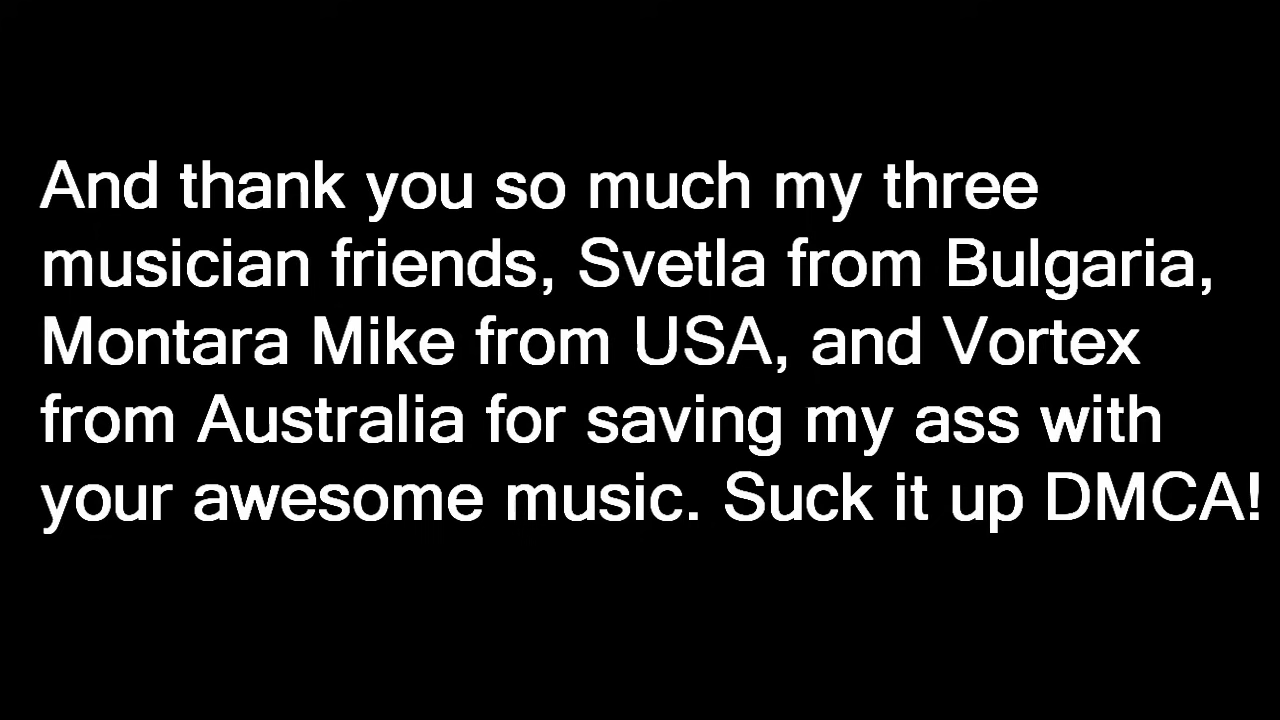 And thank you so much my three
musician friends, Svetla from Bulgaria,
Montara Mike from USA, and Vortex
from Australia for saving my ass with
your awesome music. Suck it up DMCA!